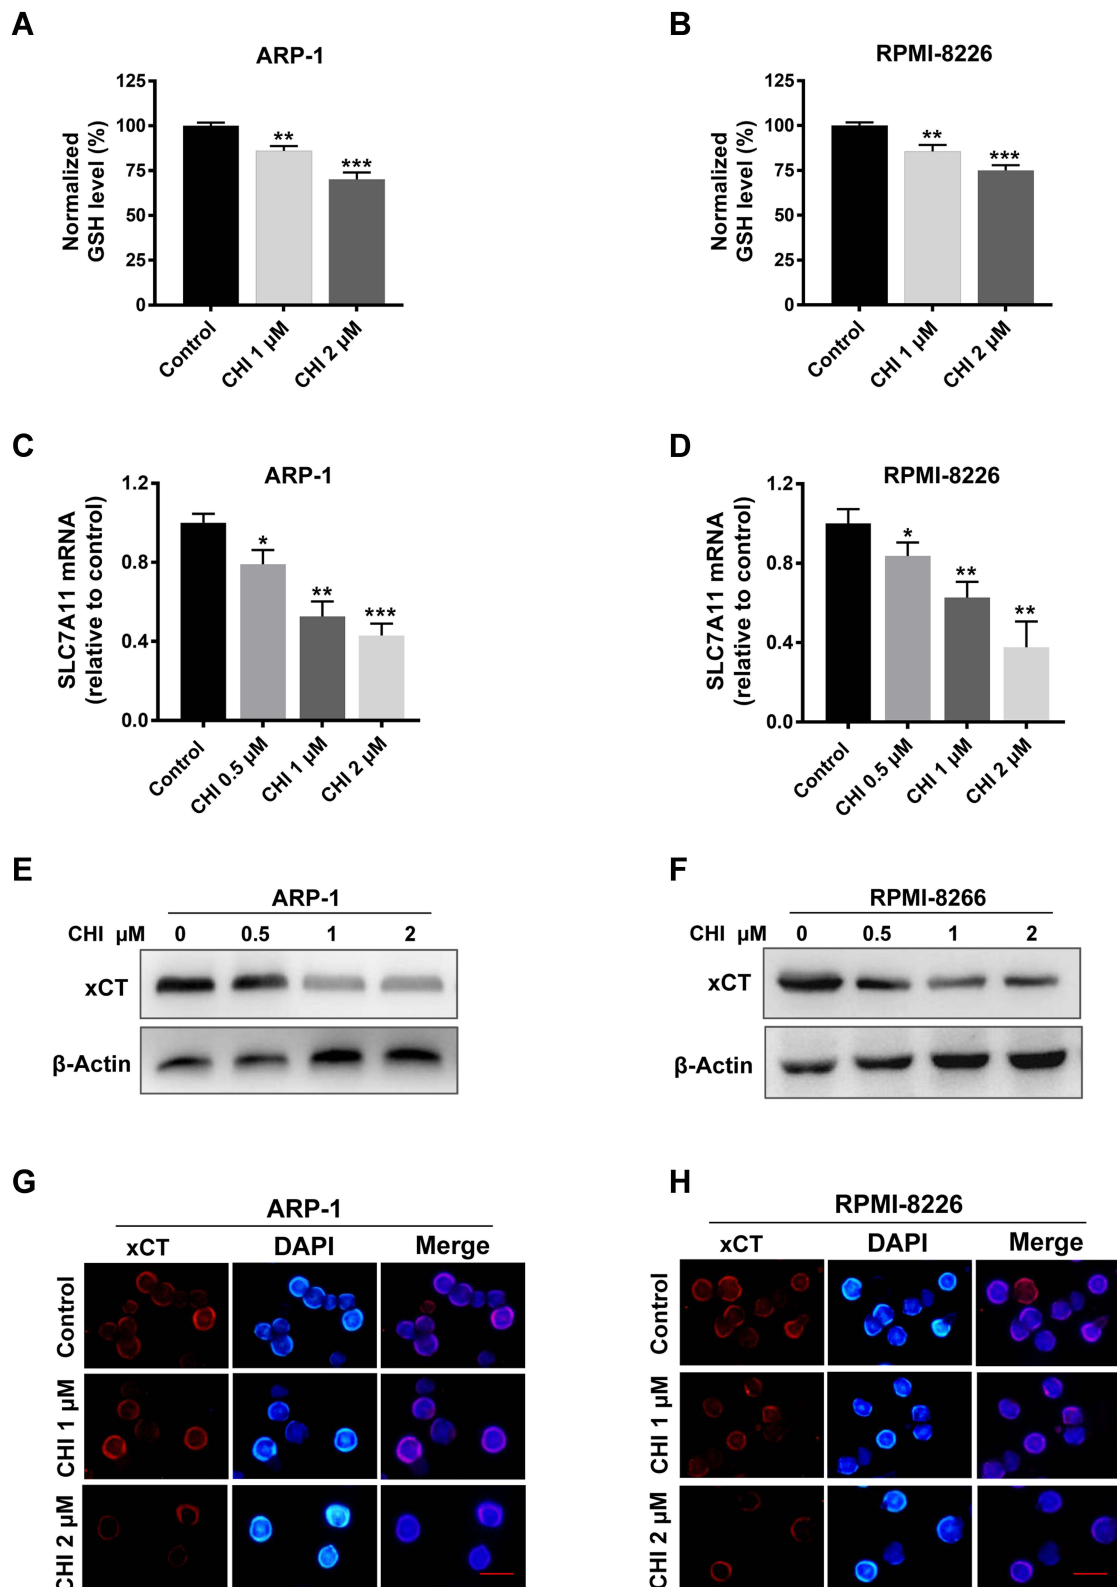 A
ARP-1
Normalized
GSH level (%)
125
100
75
50
25
0
**
***
Control
CHI 1 μM
CHI 2 μM
B
RPMI-8226
Normalized
GSH level (%)
125
100
75
50
25
0
**
***
Control
CHI 1 μM
CHI 2 μM
C
ARP-1
SLC7A11 mRNA
(relative to control)
1.2
0.8
0.4
0.0
*
**
***
Control
CHI 0.5 μM
CHI 1 μM
CHI 2 μM
D
RPMI-8226
SLC7A11 mRNA
(relative to control)
1.2
0.8
0.4
0.0
*
**
**
Control
CHI 0.5 μM
CHI 1 μM
CHI 2 μM
E
ARP-1
CHI μM 0 0.5 1 2
xCT
β-Actin
F
RPMI-8266
CHI μM 0 0.5 1 2
xCT
β-Actin
G
ARP-1
xCT DAPI Merge
Control
CHI 1 μM
CHI 2 μM
H
RPMI-8226
xCT DAPI Merge
Control
CHI 1 μM
CHI 2 μM